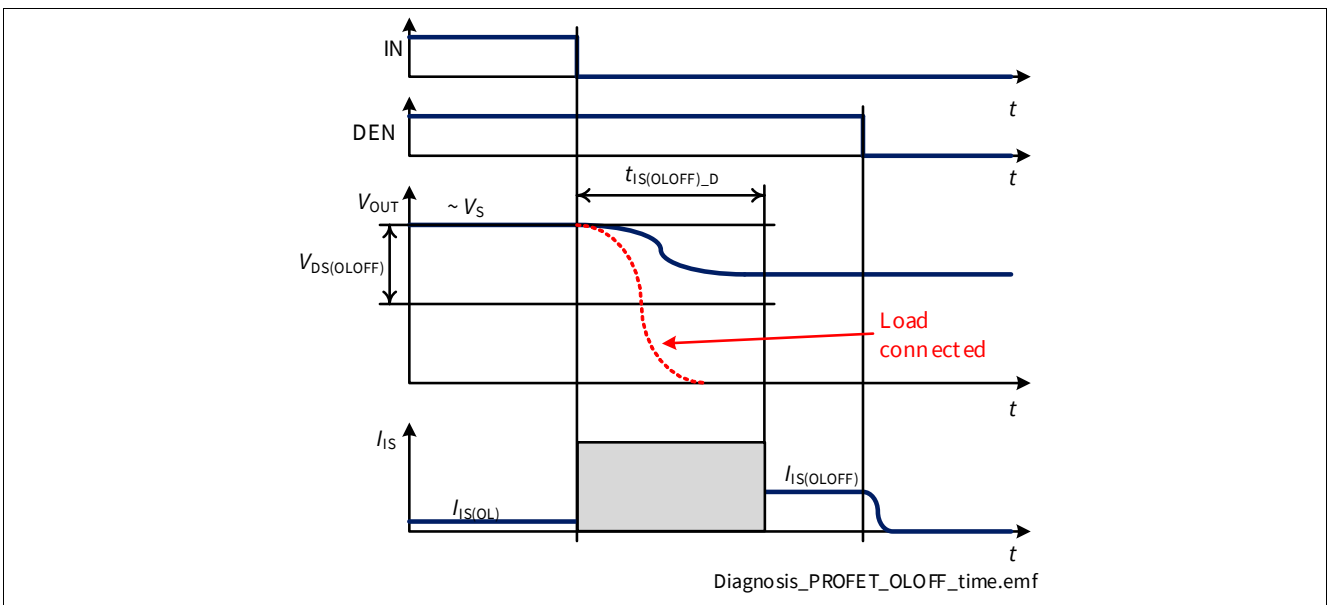 IN
t
DEN
t
tIS(OLOFF)_D
VOUT
~ VS
VDS(OLOFF)
Load
connected
t
IIS
IIS(OL)
IIS(OLOFF)
t
Diagnosis_PROFET_OLOFF_time.emf